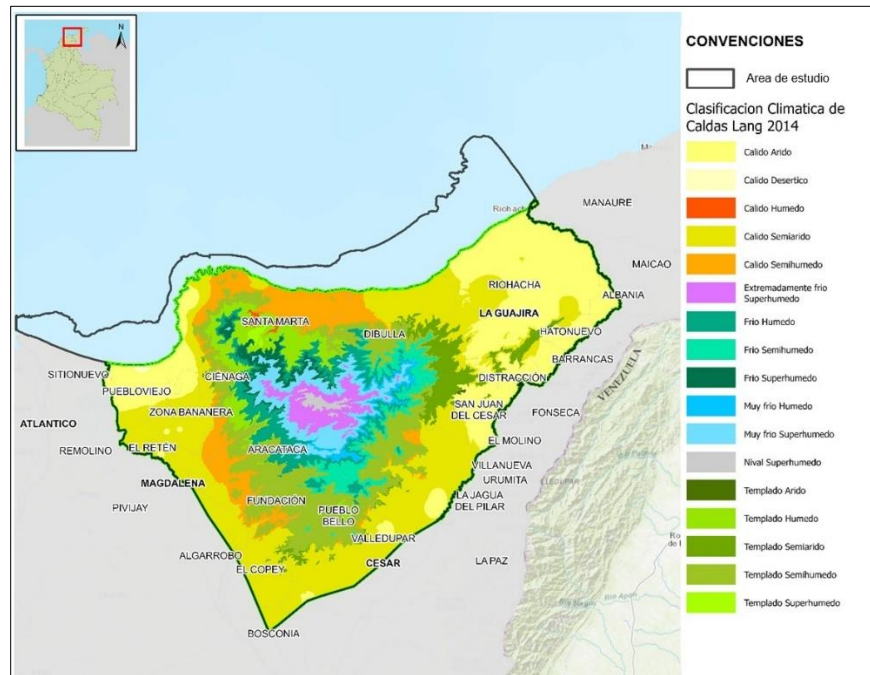 N
CONVENCIONES
Area de estudio
Clasificacion Climatica de
Caldas Lang 2014
Calido Arido
Calido Desertico
Calido Humedo
Calido Semiarido
Calido Semihumedo
Extremadamente frio
Superhumedo
Frio Humedo
Frio Semihumedo
Frio Superhumedo
Muy frio Humedo
Muy frio Superhumedo
Nival Superhumedo
Templado Arido
Templado Humedo
Templado Semiarido
Templado Semihumedo
Templado Superhumedo
MANAURE
MAICAO
RIOHACHA
ALBANIA
LA GUAJIRA
SANTA MARTA
DIBULLA
HATONUEVO
BARRANCAS
VENEZUELA
SITIONUEVO
CIÉNAGA
DISTRACCIÓN
PUEBLOVIEJO
ZONA BANANERA
SAN JUAN
DEL CESAR
FONSECA
ATLANTICO
EL MOLINO
REMOLINO
EL RETÉN
ARACATACA
VILLANUEVA
URUMITA
MAGDALENA
LA JAGUA
DEL PILAR
PIVIJAY
FUNDACIÓN
PUEBLO
BELLO
VALLEDUPAR
ALGARROBO
CESAR
LA PAZ
EL COPEY
BOSCONIA